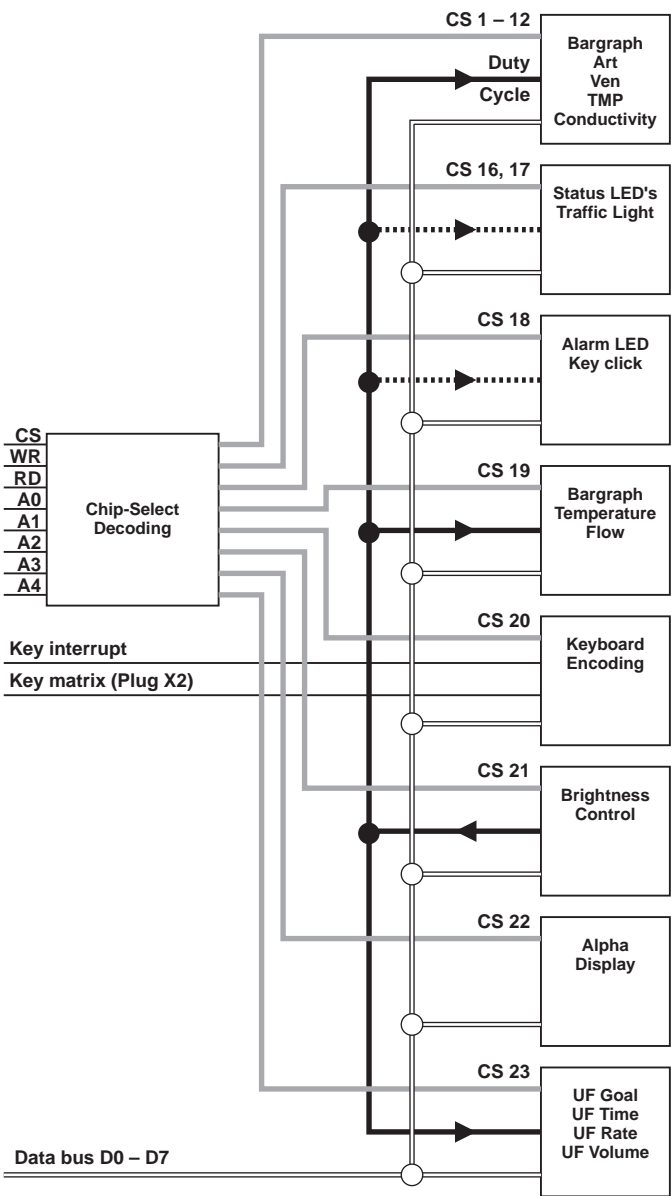 CS 1 – 12
Bargraph
Art
Ven
TMP
Conductivity
Duty
Cycle
CS 16, 17
Status LED's
Traffic Light
CS 18
Alarm LED
Key click
CS
WR
RD
A0
A1
A2
A3
A4
Chip-Select
Decoding
CS 19
Bargraph
Temperature
Flow
CS 20
Keyboard
Encoding
Key interrupt
Key matrix (Plug X2)
CS 21
Brightness
Control
CS 22
Alpha
Display
CS 23
UF Goal
UF Time
UF Rate
UF Volume
Data bus D0 – D7